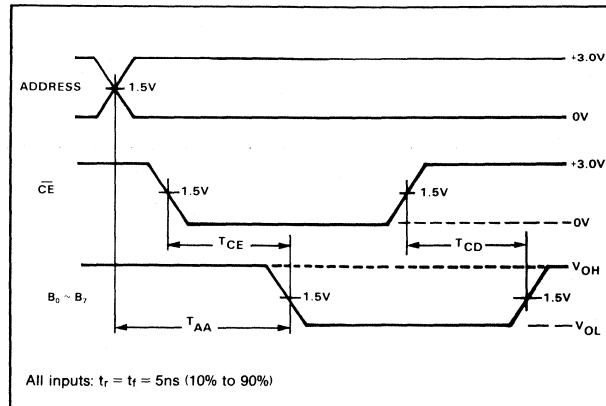 +3.0V
ADDRESS
1.5V
0V
+3.0V
CE
1.5V
1.5V
0V
TCE
TCD
VOH
B0 ~ B7
1.5V
1.5V
TAA
VOL
All inputs: tr = tf = 5ns (10% to 90%)